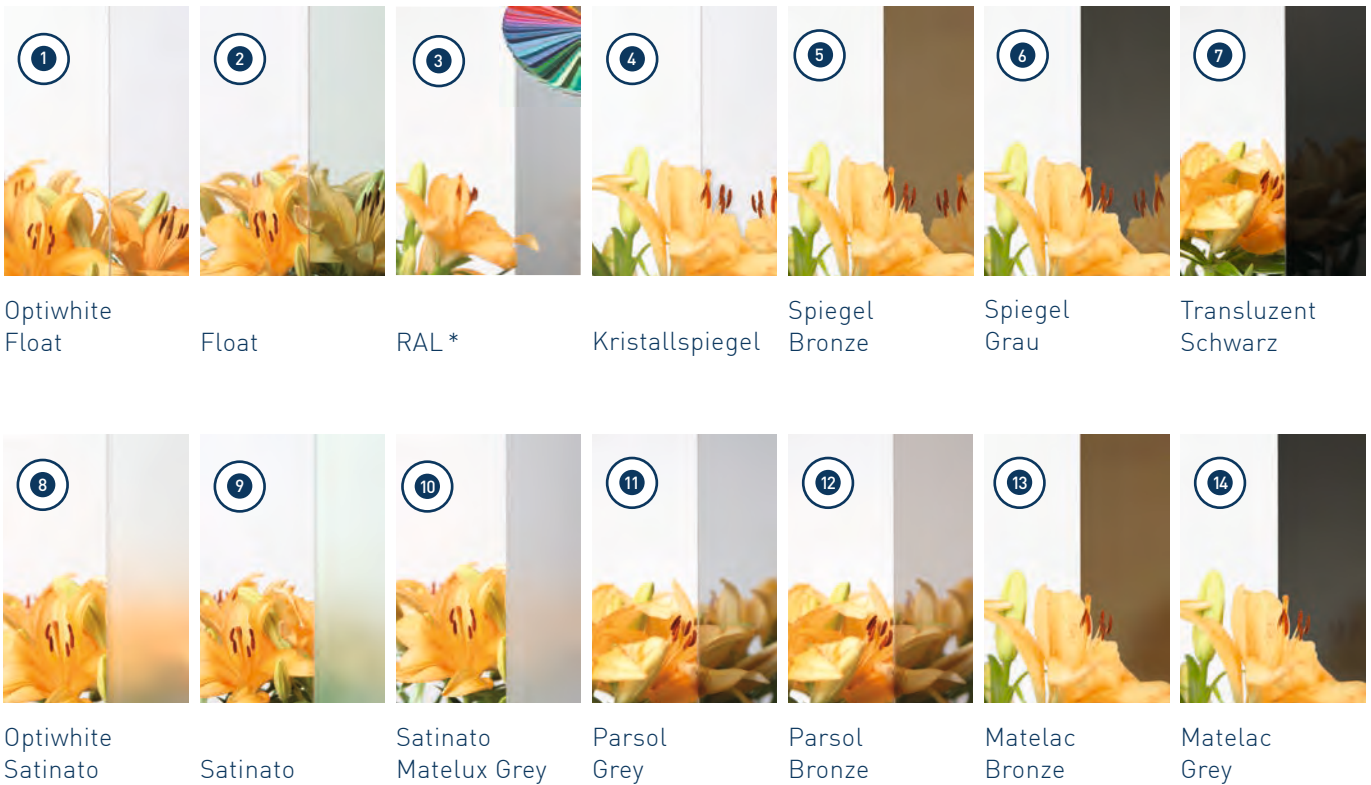 1
2
3
4
5
6
7
Optiwhite
Float
Float
RAL *
Kristallspiegel
Spiegel
Bronze
Spiegel
Grau
Transluzent
Schwarz
8
9
10
11
12
13
14
Optiwhite
Satinato
Satinato
Satinato
Matelux Grey
Parsol
Grey
Parsol
Bronze
Matelac
Bronze
Matelac
Grey